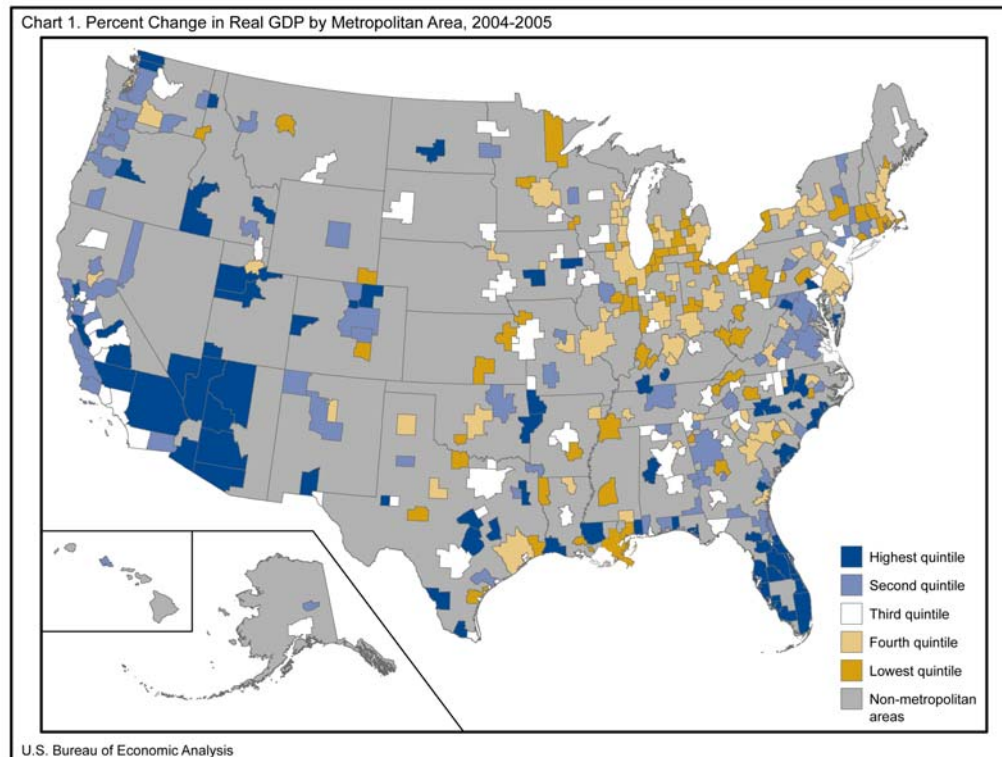 Chart 1. Percent Change in Real GDP by Metropolitan Area, 2004-2005
Highest quintile
Second quintile
Third quintile
Fourth quintile
Lowest quintile
Non-metropolitan
areas
U.S. Bureau of Economic Analysis